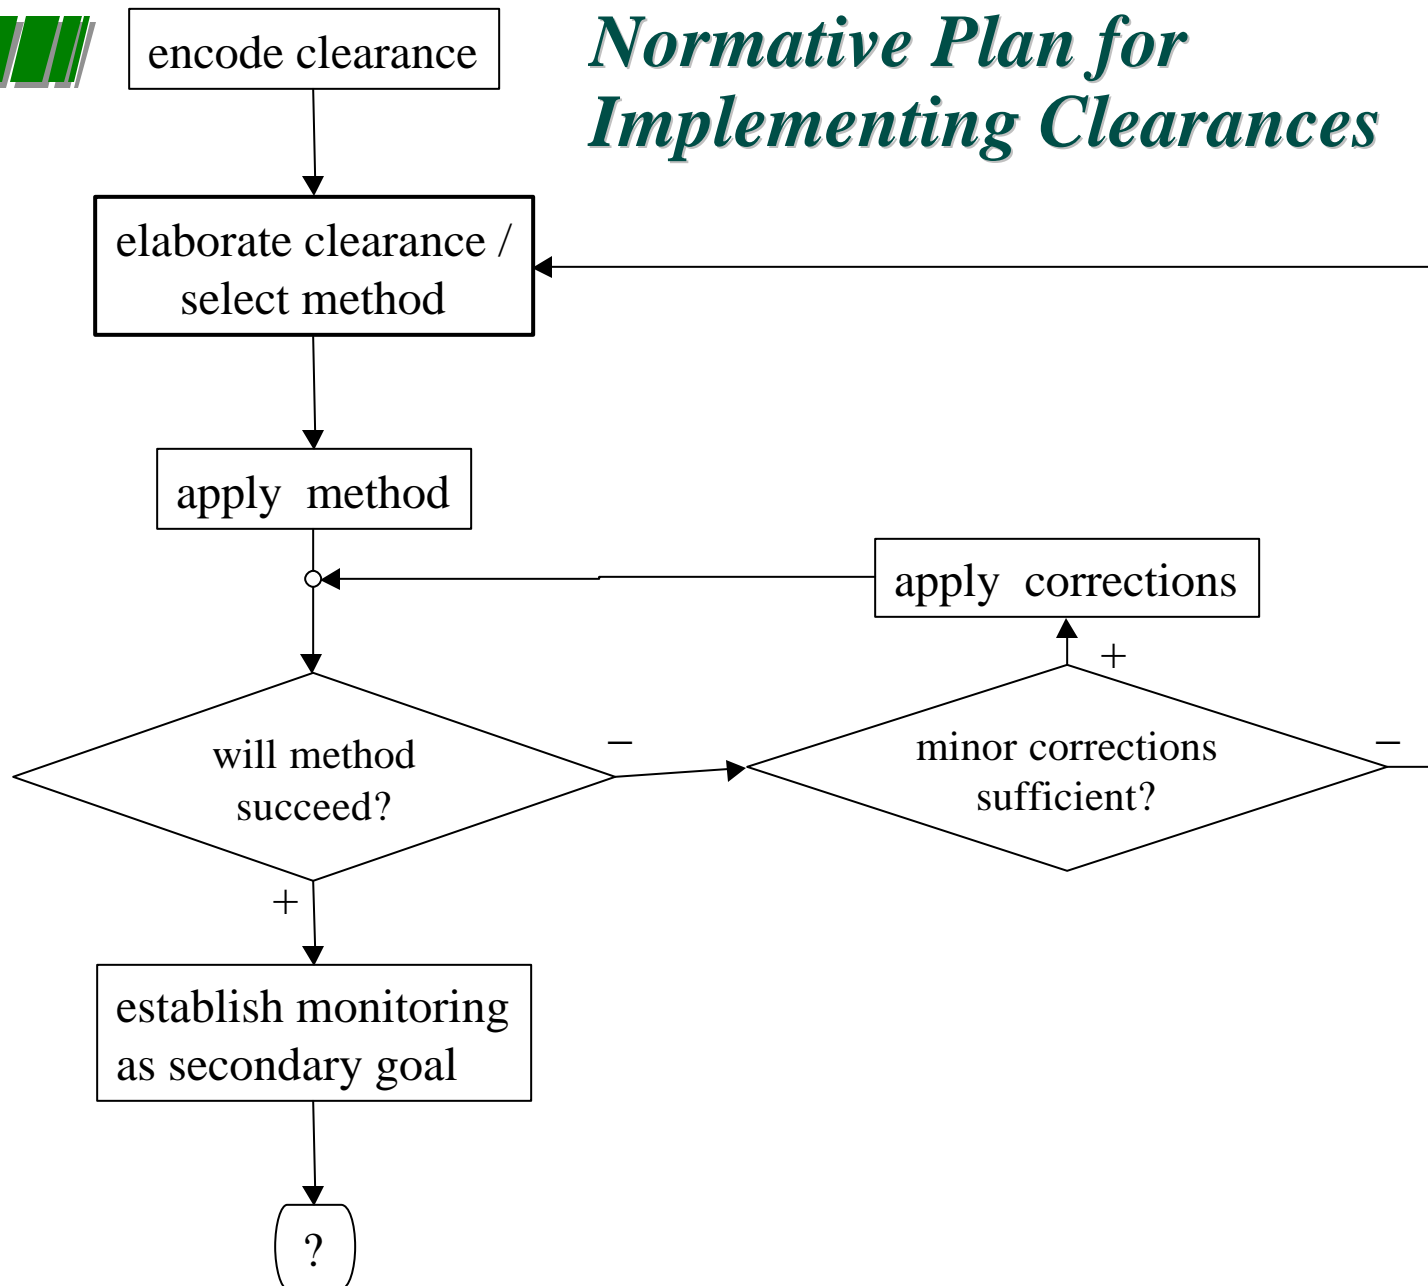 Normative Plan for
Implementing Clearances
encode clearance
elaborate clearance /
select method
apply method
apply corrections
+
will method
succeed?
–
minor corrections
sufficient?
–
+
establish monitoring
as secondary goal
?